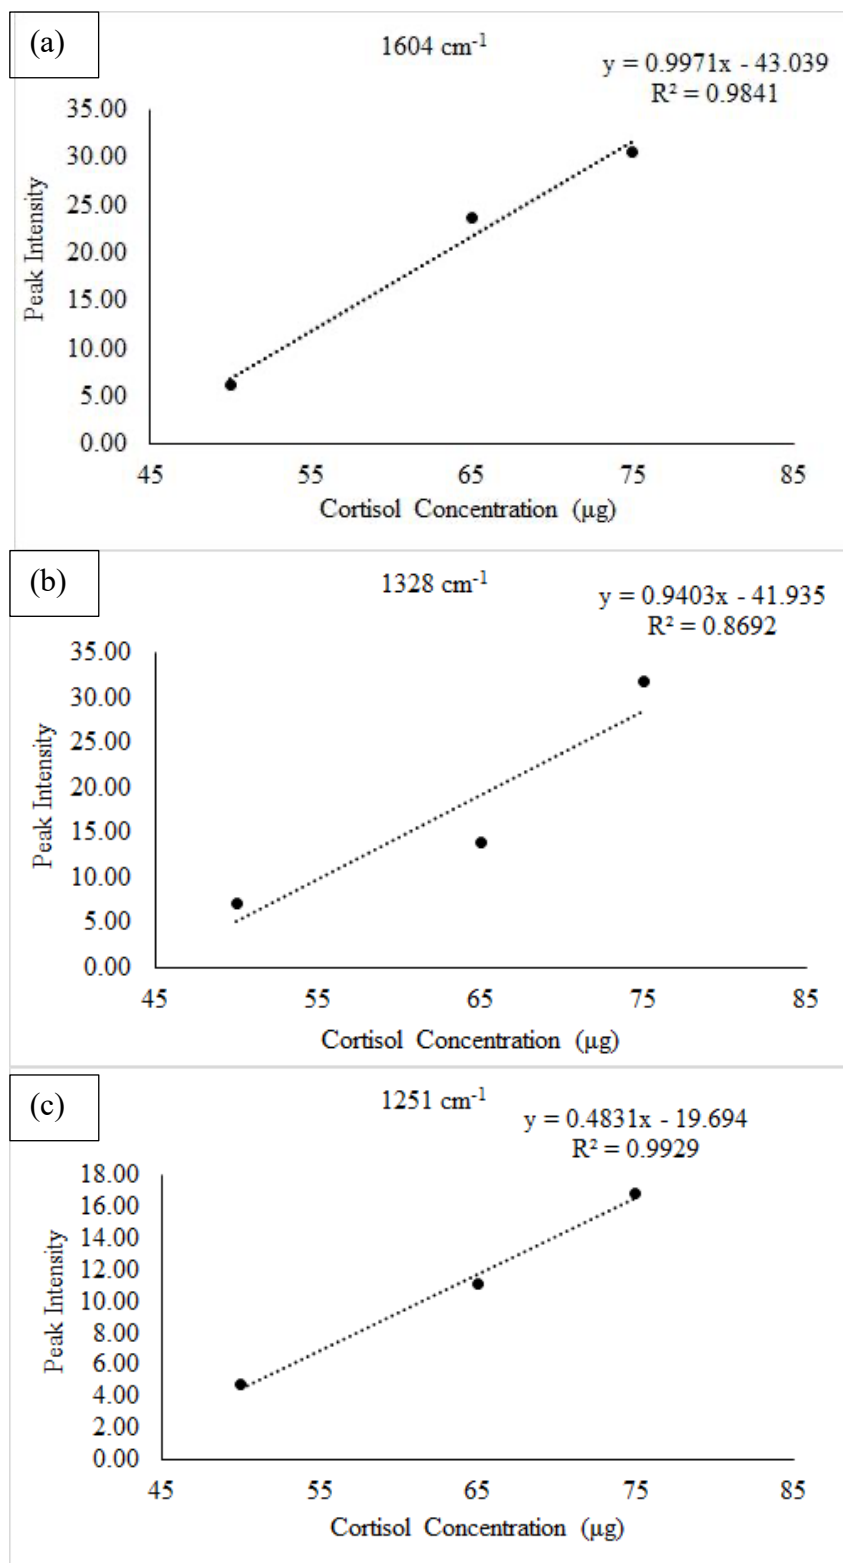 (a)
1604 cm-1
y = 0.9971x - 43.039
R² = 0.9841
35.00
30.00
25.00
20.00
15.00
10.00
5.00
0.00
Peak Intensity
45 55 65 75 85
Cortisol Concentration (µg)
(b)
1328 cm-1
y = 0.9403x - 41.935
R² = 0.8692
35.00
30.00
25.00
20.00
15.00
10.00
5.00
0.00
Peak Intensity
45 55 65 75 85
Cortisol Concentration (µg)
(c)
1251 cm-1
y = 0.4831x - 19.694
R² = 0.9929
18.00
16.00
14.00
12.00
10.00
8.00
6.00
4.00
2.00
0.00
Peak Intensity
45 55 65 75 85
Cortisol Concentration (µg)